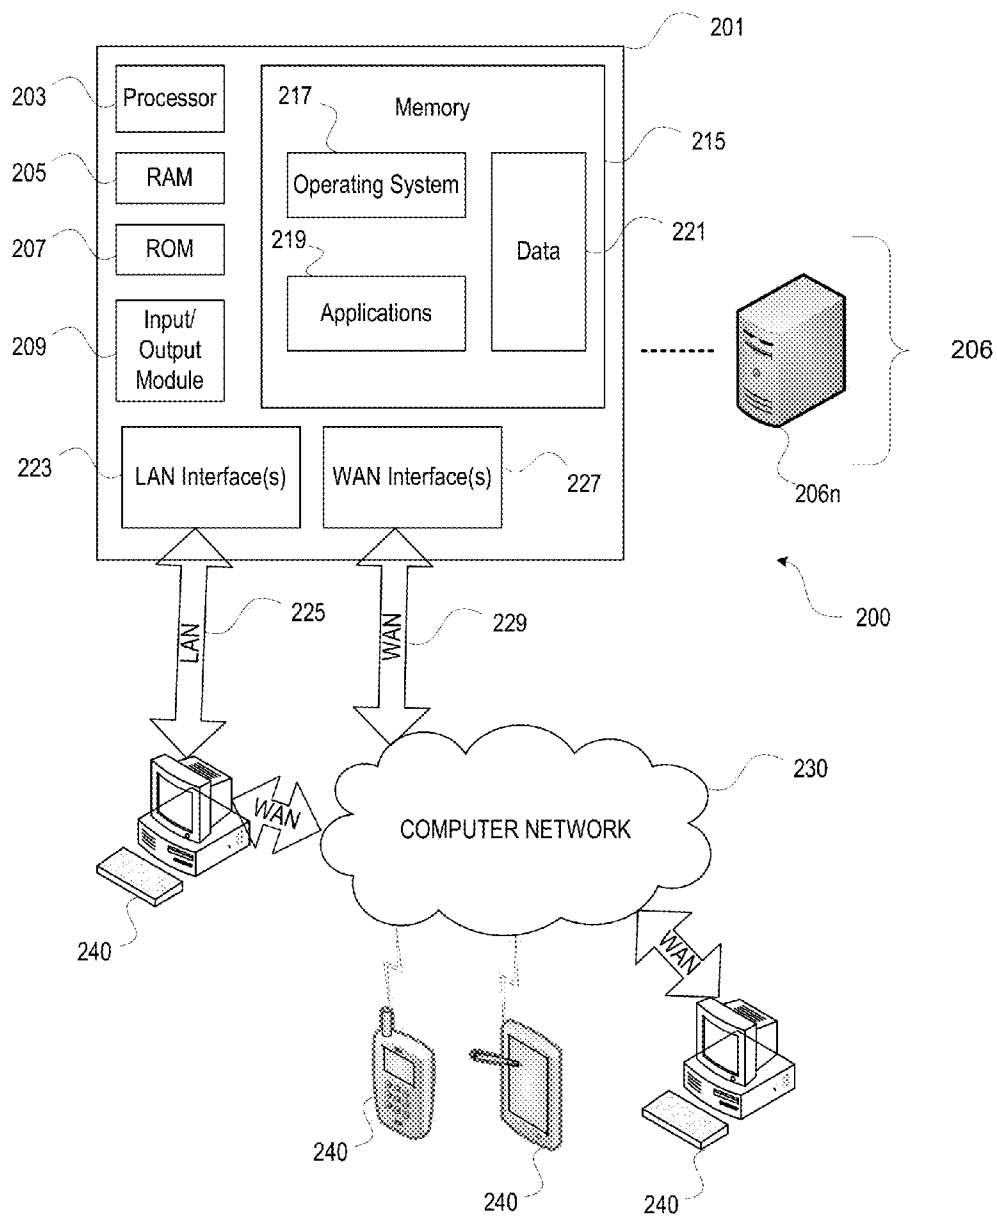 201
203
Processor
217
Memory
215
205
RAM
Operating System
207
ROM
219
Data
221
Applications
209
Input/
Output
Module
206
206n
223
LAN Interface(s)
WAN Interface(s)
227
200
225
LAN
229
WAN
230
WAN
COMPUTER NETWORK
240
WAN
240
240
240